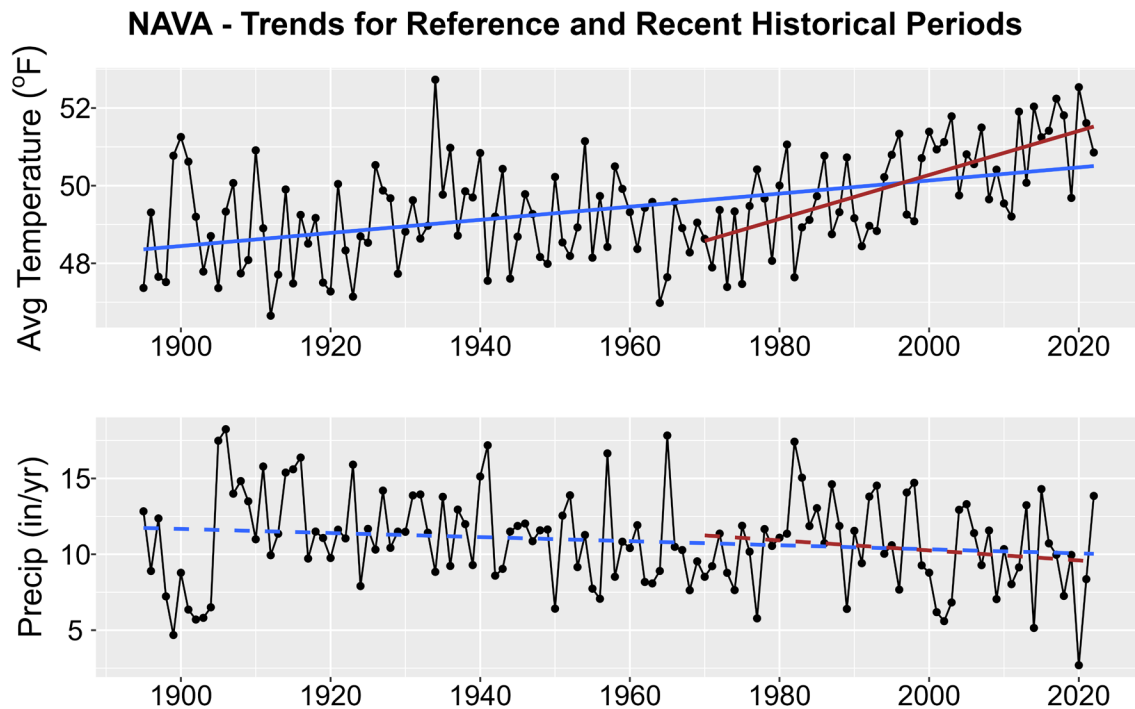 NAVA - Trends for Reference and Recent Historical Periods
Avg Temperature (°F)
52
50
48
1900 1920 1940 1960 1980 2000 2020
Precip (in/yr)
15
10
5
1900 1920 1940 1960 1980 2000 2020